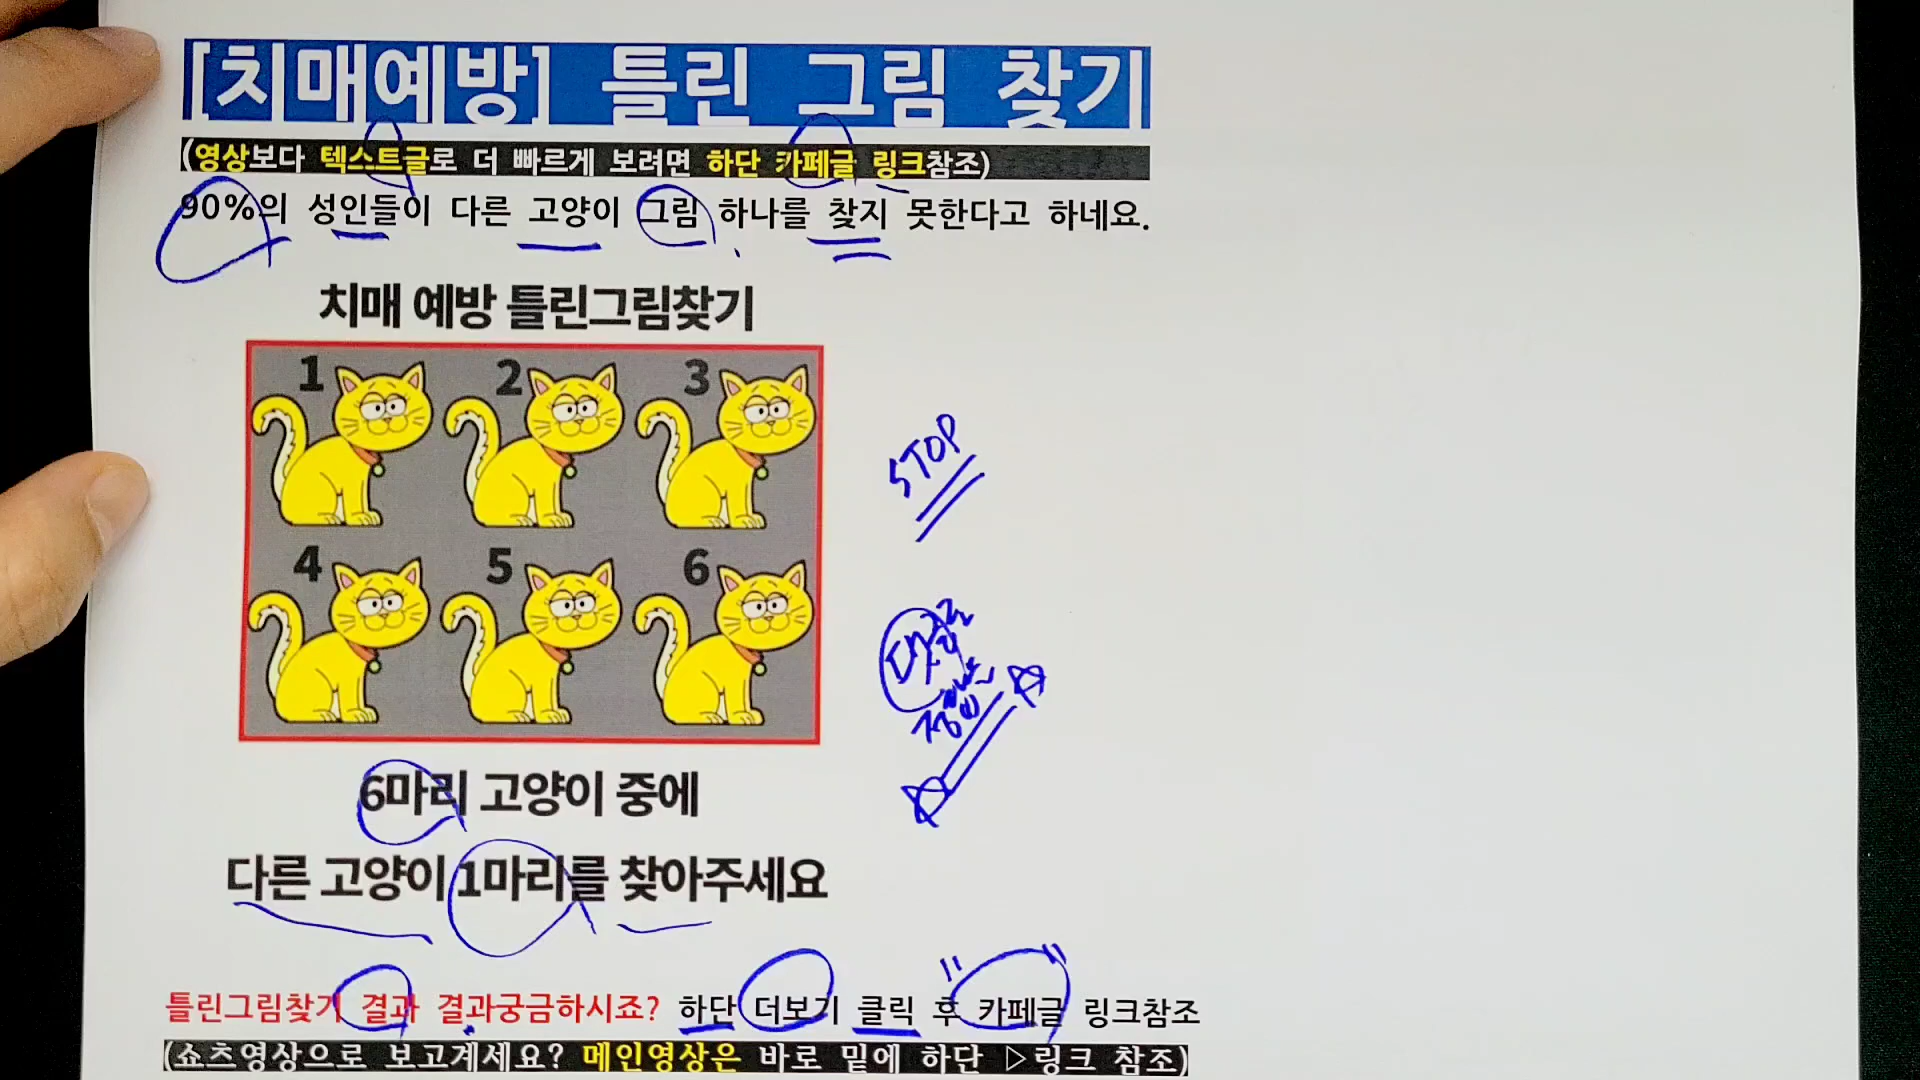 [치매예방] 틀린 그림 찾기
(영상보다 텍스트글로 더 빠르게 보려면 하단 카페글 링크참조)
90%의 성인들이 다른 고양이 그림 하나를 찾지 못한다고 하네요.
치매 예방 틀린그림찾기
1 2 3
4 5 6
STOP
6마리 고양이 중에
다른 고양이 1마리를 찾아주세요
틀린그림찾기 결과 결과궁금하시죠? 하단 더보기 클릭 후 "카페글" 링크참조
(쇼츠영상으로 보고계세요? 메인영상은 바로 밑에 하단 ▷링크 참조)